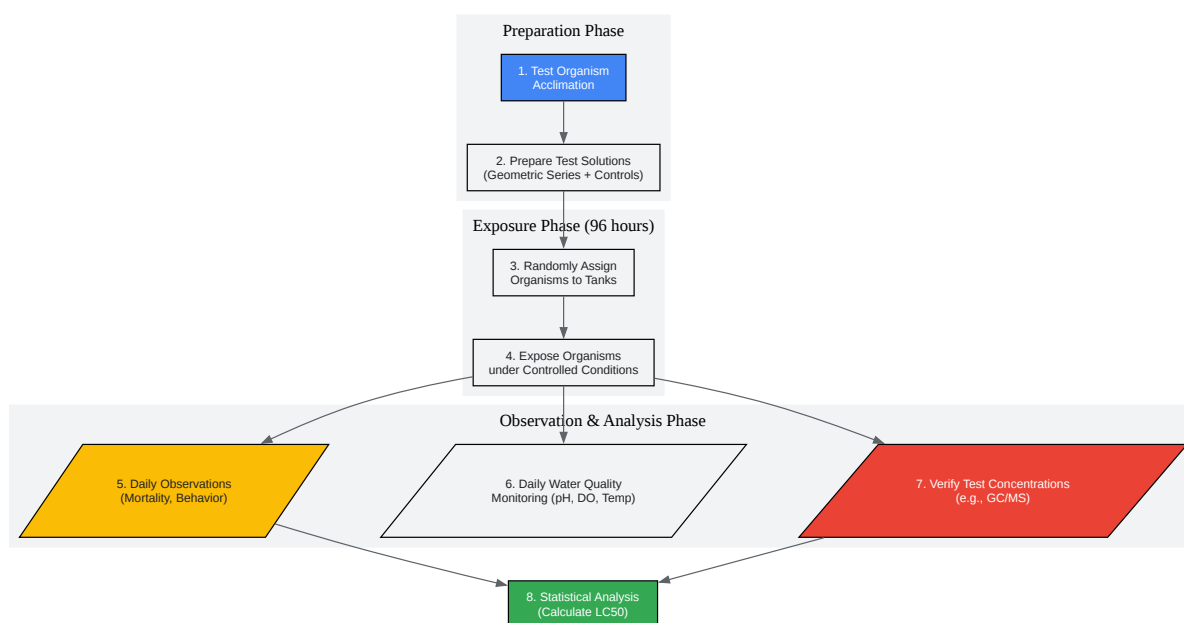 Preparation Phase
1. Test Organism
Acclimation
2. Prepare Test Solutions
(Geometric Series + Controls)
Exposure Phase (96 hours)
3. Randomly Assign
Organisms to Tanks
4. Expose Organisms
under Controlled Conditions
Observation & Analysis Phase
5. Daily Observations
(Mortality, Behavior)
6. Daily Water Quality
Monitoring (pH, DO, Temp)
7. Verify Test Concentrations
(e.g., GC/MS)
8. Statistical Analysis
(Calculate LC50)